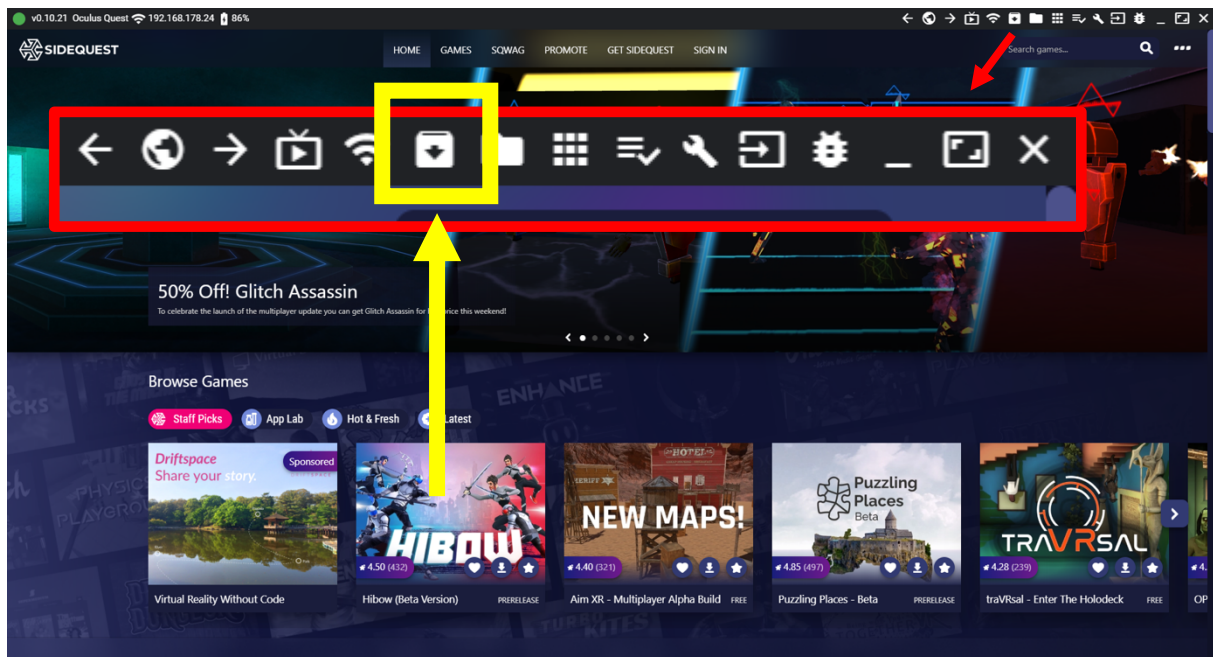 v0.10.21 Oculus Quest 192.168.178.24 86%
SIDEQUEST
HOME GAMES SQWAG PROMOTE GET SIDEQUEST SIGN IN
Search games...
50% Off! Glitch Assassin
To celebrate the launch of the multiplayer update you can get Glitch Assassin for price this weekend!
Browse Games
Staff Picks App Lab Hot & Fresh Latest
Driftspace
Share your story.
Sponsored
HIBOW
HOTEL
NEW MAPS!
Puzzling
Places
Beta
TRAVRSAL
4.50 (432)
4.40 (321)
4.85 (497)
4.28 (239)
4.
Virtual Reality Without Code
Hibow (Beta Version) PRERELEASE
Aim XR - Multiplayer Alpha Build FREE
Puzzling Places - Beta PRERELEASE
traVRsal - Enter The Holodeck FREE
OP
ENHANCE